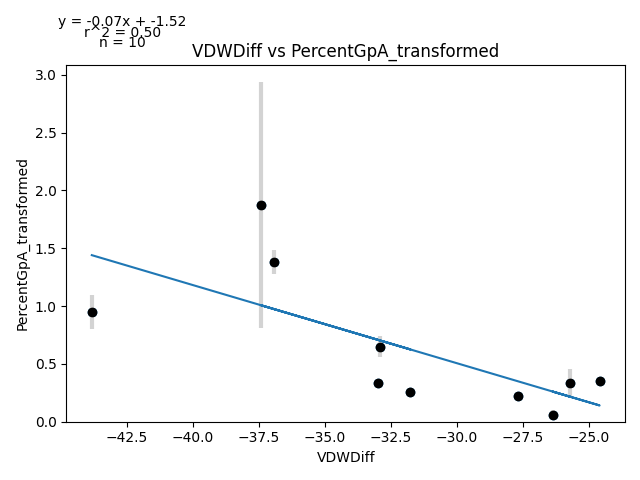 y = -0.07x + -1.52
r^2 = 0.50
n = 10
VDWDiff vs PercentGpA_transformed
PercentGpA_transformed
3.0
2.5
2.0
1.5
1.0
0.5
0.0
−42.5 −40.0 −37.5 −35.0 −32.5 −30.0 −27.5 −25.0
VDWDiff